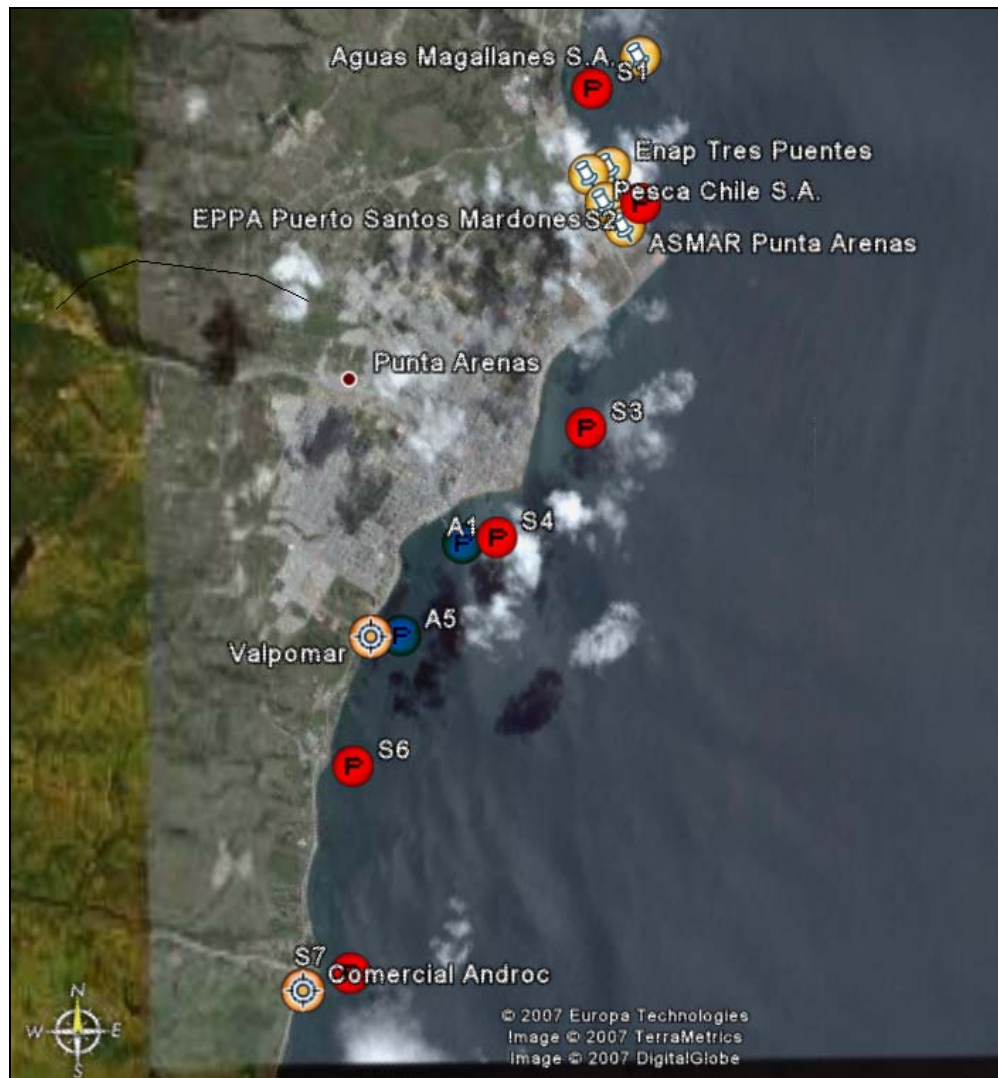 Aguas Magallanes S.A.
S1
Enap Tres Puentes
Pesca Chile S.A.
EPPA Puerto Santos Mardones
S2
ASMAR Punta Arenas
Punta Arenas
S3
A1
S4
A5
Valpomar
S6
S7
Comercial Androc
N
W E
S
© 2007 Europa Technologies
Image © 2007 TerraMetrics
Image © 2007 DigitalGlobe